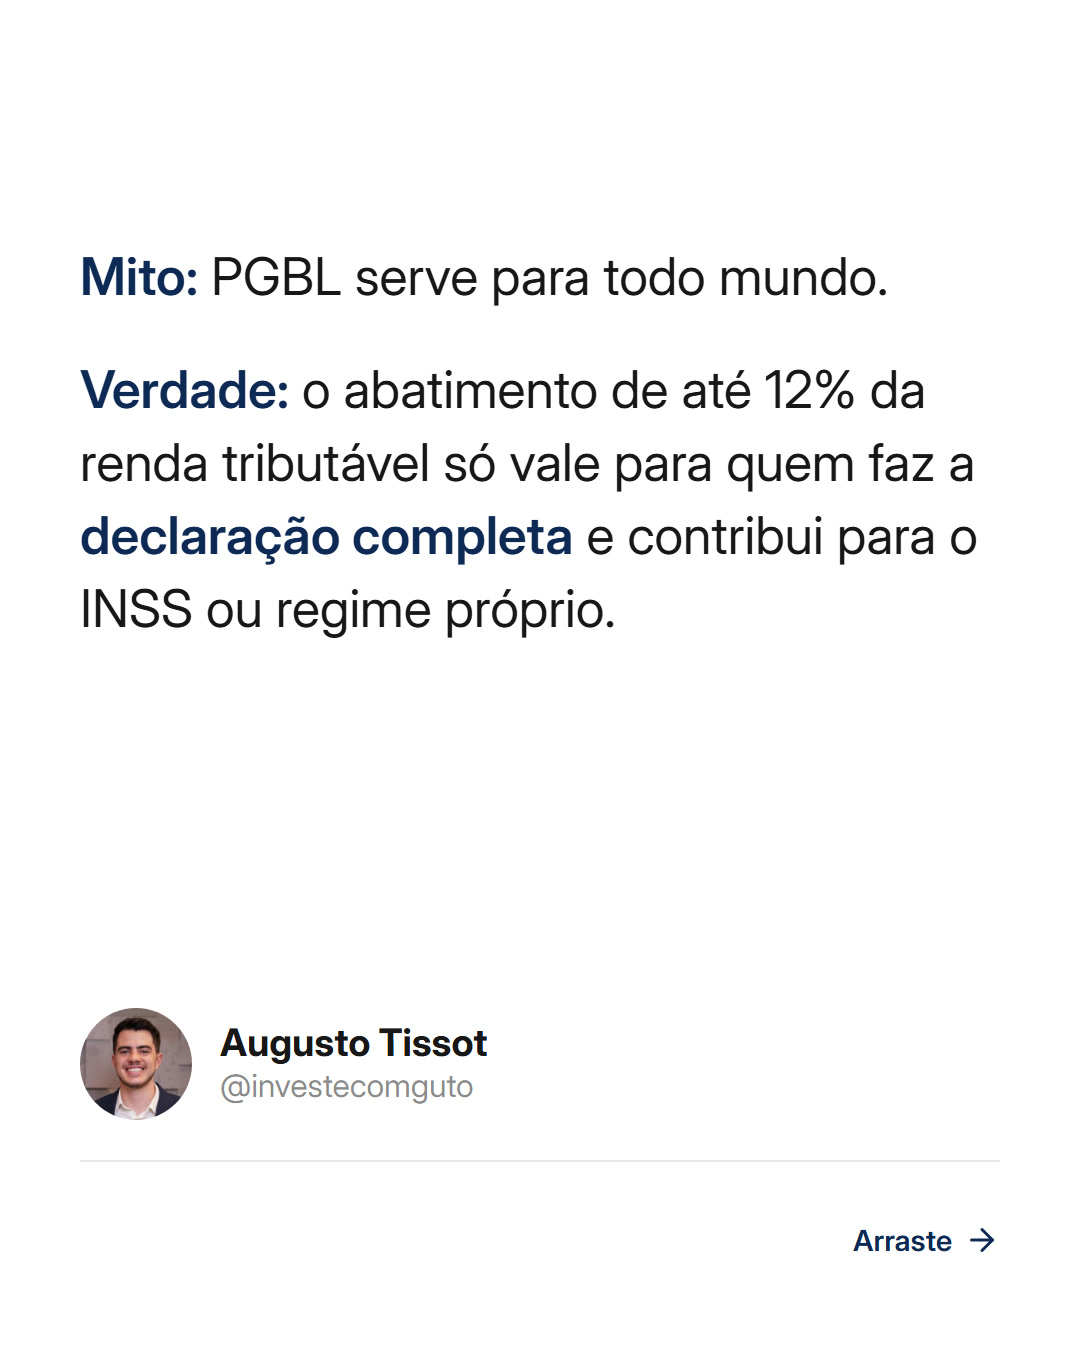 Mito: PGBL serve para todo mundo.
Verdade: o abatimento de até 12% da
renda tributável só vale para quem faz a
declaração completa e contribui para o
INSS ou regime próprio.
Augusto Tissot
@investecomguto
Arraste →